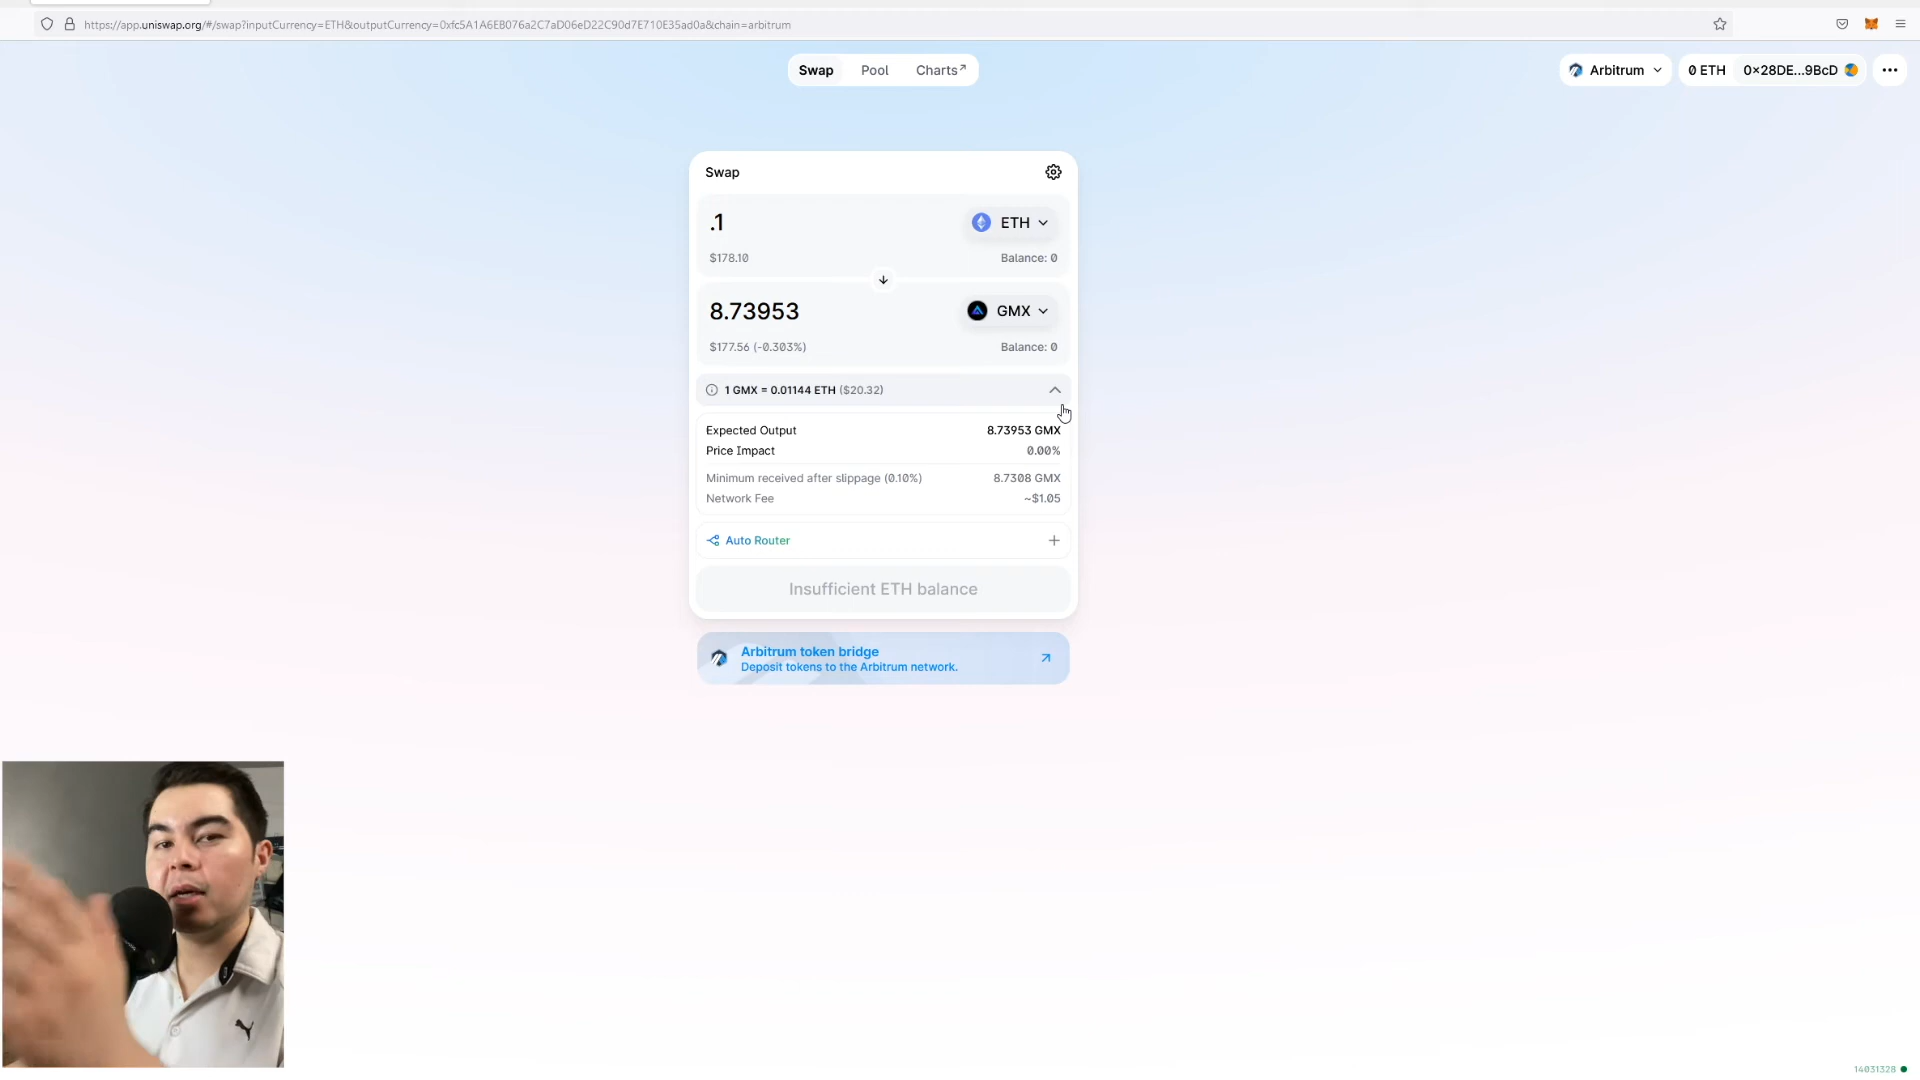 https://app.uniswap.org/#/swap?inputCurrency=ETH&outputCurrency=0xfc5A1A6EB076a2C7aD06eD22C90d7E710E35ad0a&chain=arbitrum
Swap Pool Charts↗
Arbitrum 0 ETH 0x28DE...9BcD
Swap
.1 ETH
$178.10 Balance: 0
8.73953 GMX
$177.56 (-0.303%) Balance: 0
1 GMX = 0.01144 ETH ($20.32)
Expected Output 8.73953 GMX
Price Impact 0.00%
Minimum received after slippage (0.10%) 8.7308 GMX
Network Fee ~$1.05
Auto Router
Insufficient ETH balance
Arbitrum token bridge
Deposit tokens to the Arbitrum network.
14031328